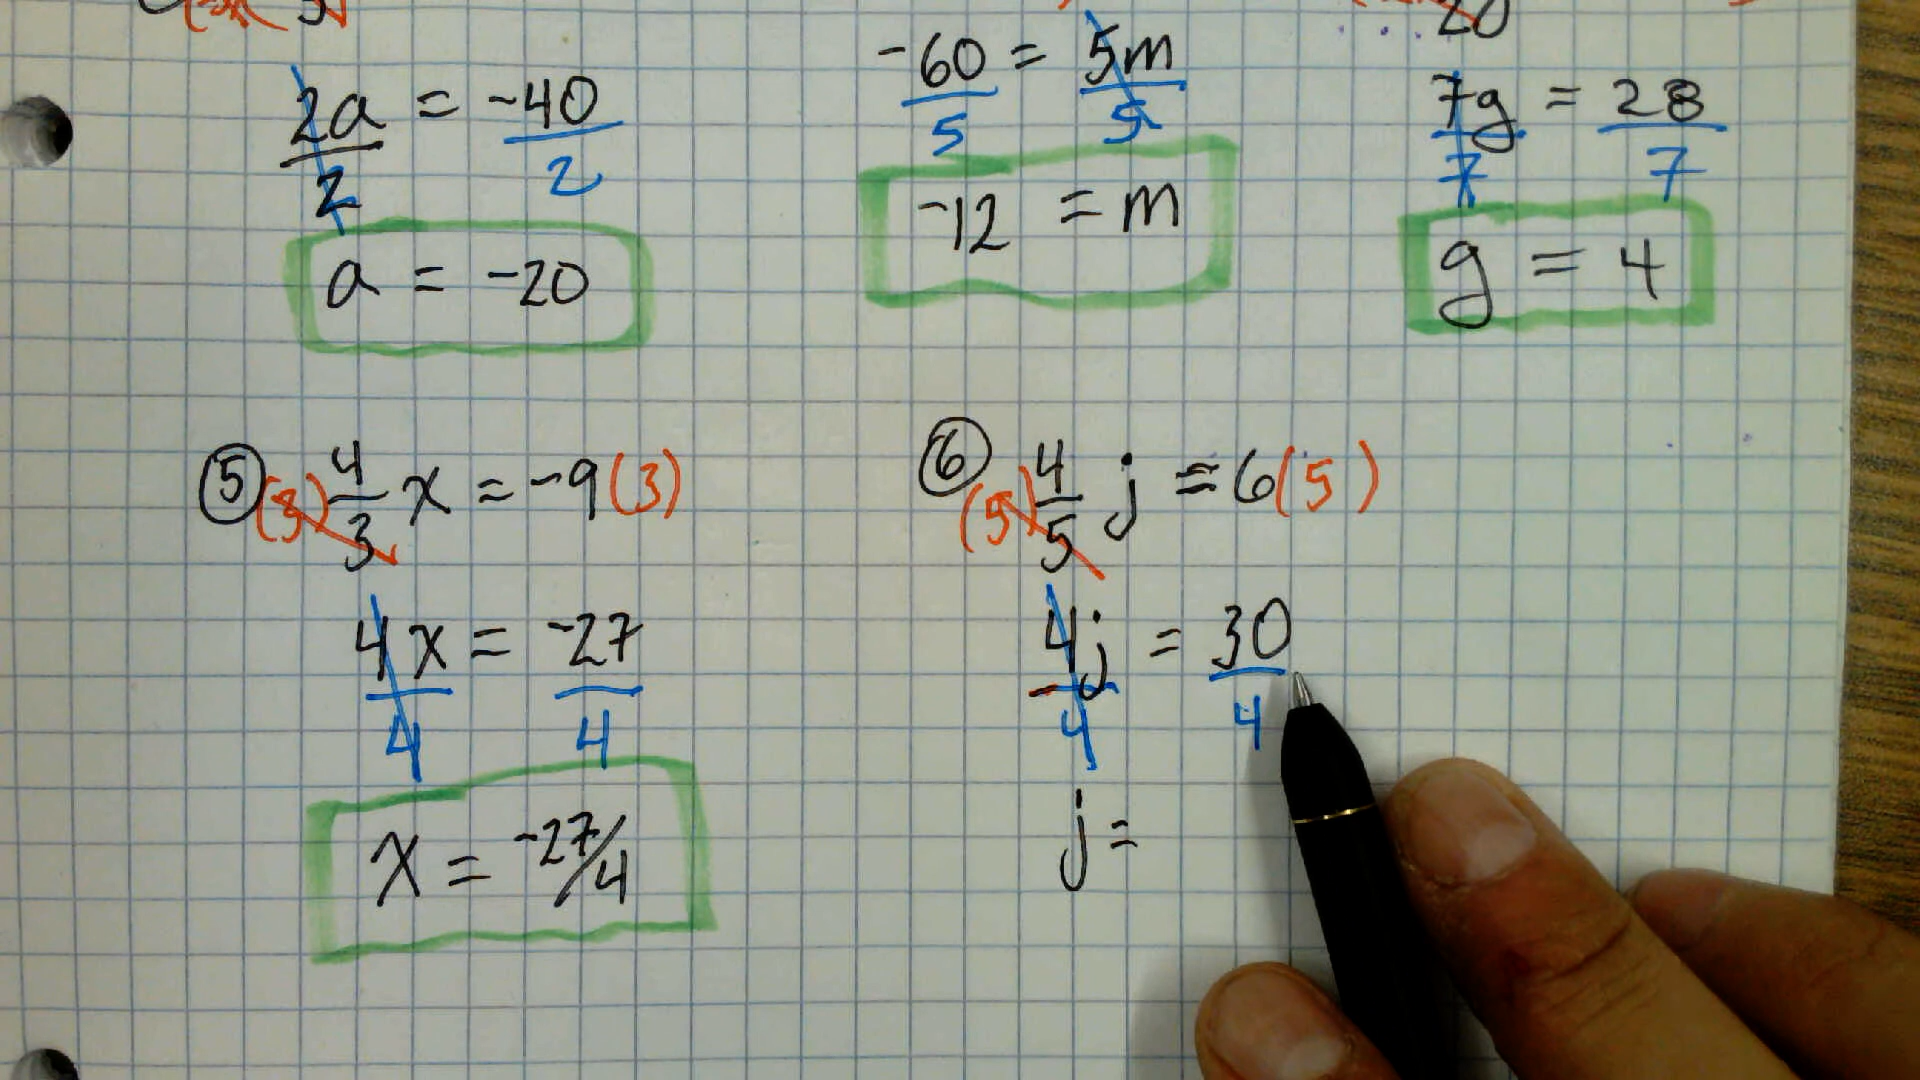 2a = -40
2 2
a = -20
-60 = 5m
5 5
-12 = m
20
7g = 28
7 7
g = 4
5 (3) 4/3 x = -9(3)
4x = -27
4 4
x = -27/4
6 (5) 4/5 j = 6(5)
4j = 30
4 4
j =